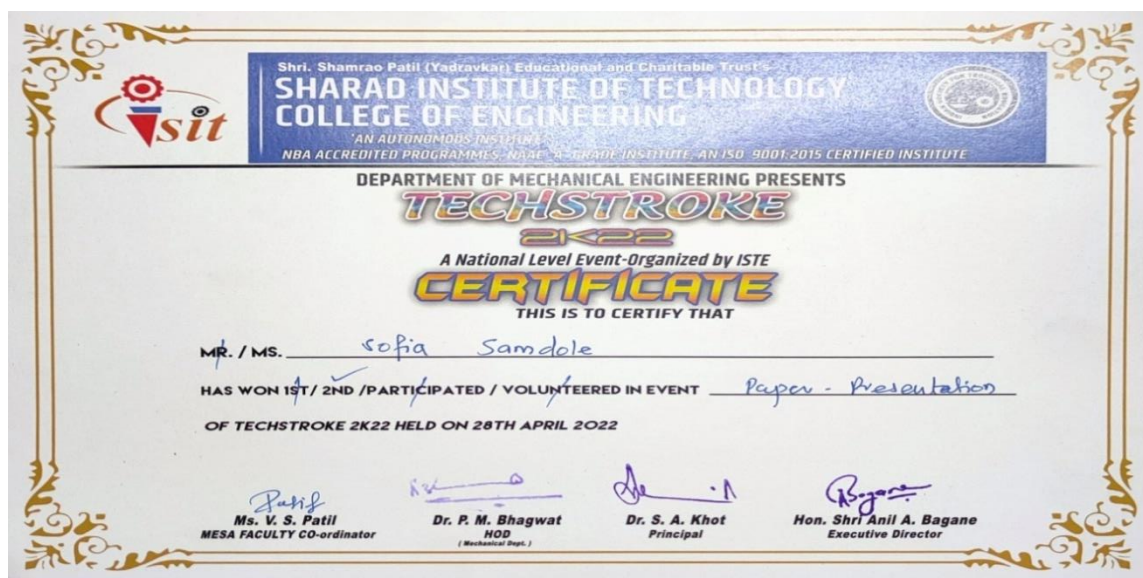 Shri. Shamrao Patil (Yadravkar) Educational and Charitable Trust's
SHARAD INSTITUTE OF TECHNOLOGY
COLLEGE OF ENGINEERING
'AN AUTONOMOUS INSTITUTE'
NBA ACCREDITED PROGRAMMES, NAAC 'A' GRADE INSTITUTE, AN ISO 9001:2015 CERTIFIED INSTITUTE
sit
DEPARTMENT OF MECHANICAL ENGINEERING PRESENTS
TECHSTROKE
2K22
A National Level Event-Organized by ISTE
CERTIFICATE
THIS IS TO CERTIFY THAT
MR. / MS. Sofia Samdole
HAS WON 1ST/ 2ND /PARTICIPATED / VOLUNTEERED IN EVENT Paper - Presentation
OF TECHSTROKE 2K22 HELD ON 28TH APRIL 2022
Ms. V. S. Patil
MESA FACULTY CO-ordinator
Dr. P. M. Bhagwat
HOD
( Mechanical Dept. )
Dr. S. A. Khot
Principal
Hon. Shri Anil A. Bagane
Executive Director